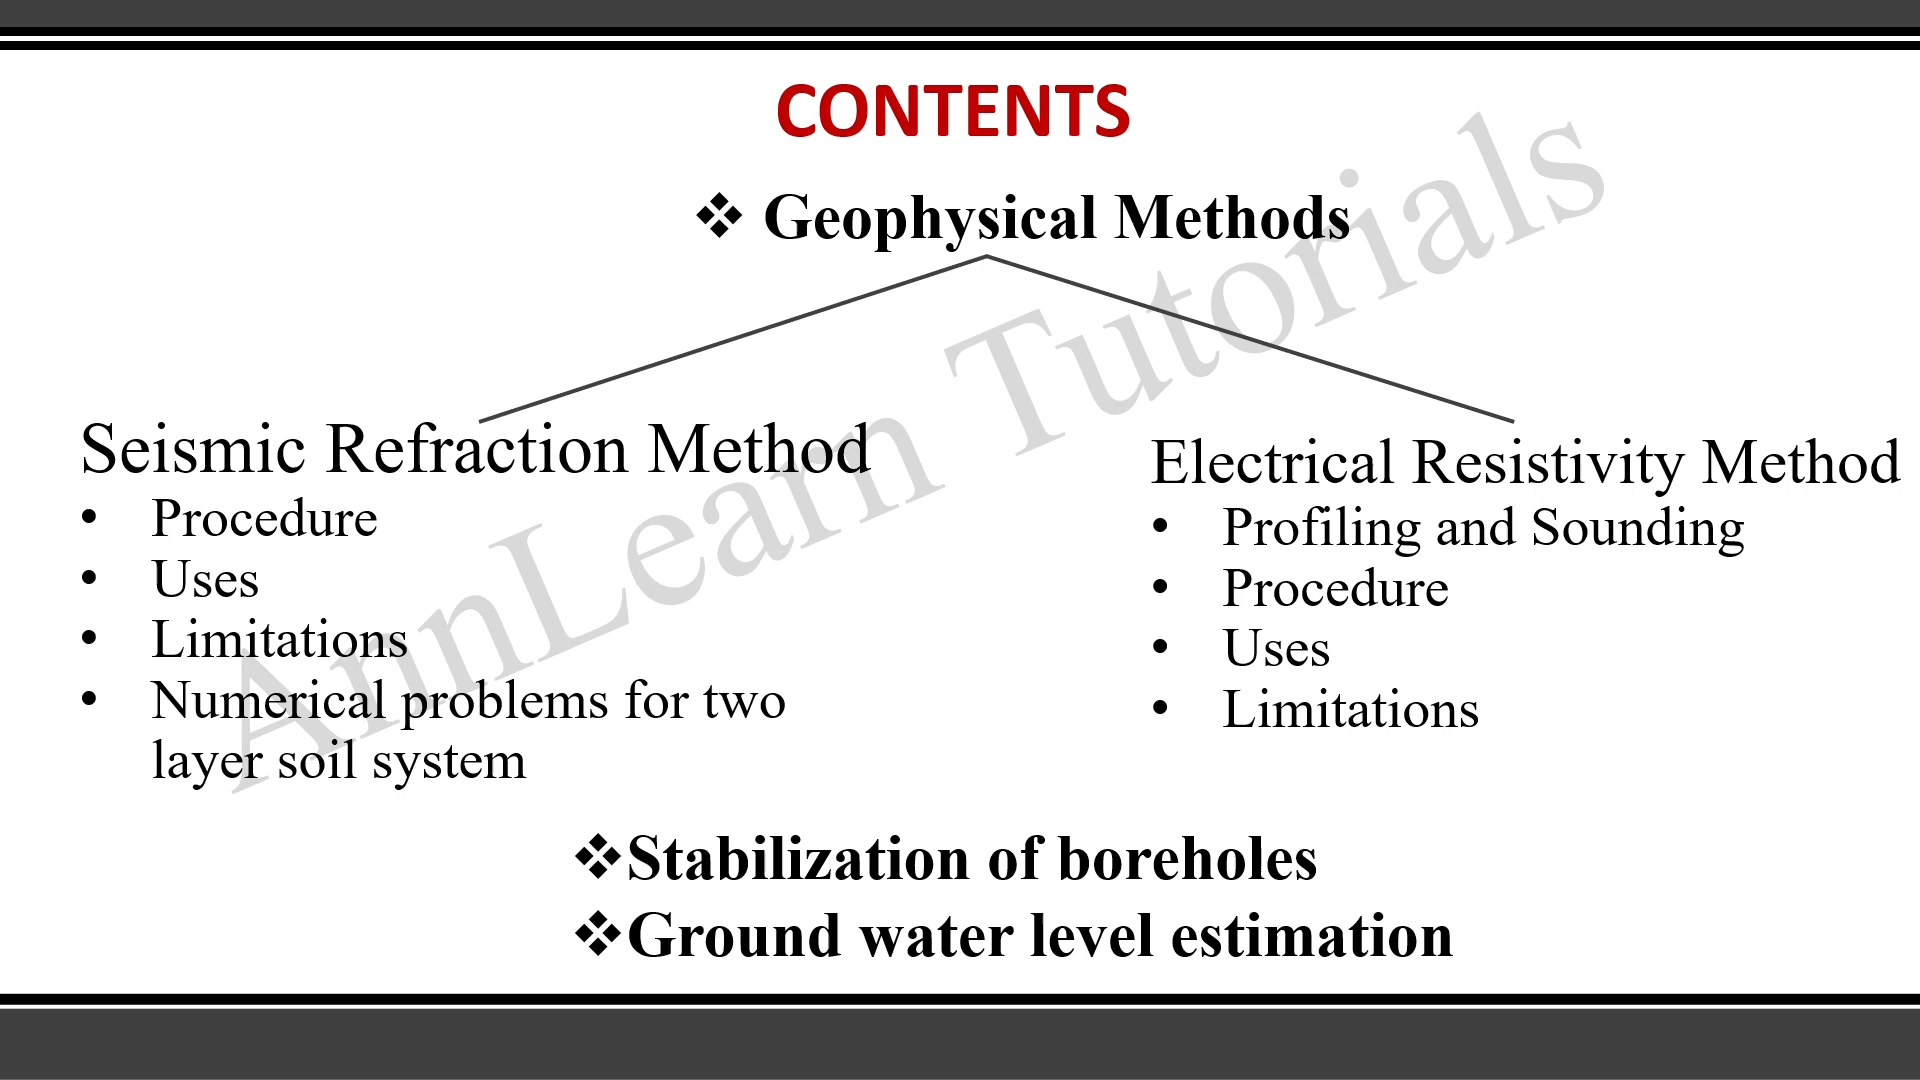 CONTENTS
❖ Geophysical Methods
Seismic Refraction Method
• Procedure
• Uses
• Limitations
• Numerical problems for two
layer soil system
Electrical Resistivity Method
• Profiling and Sounding
• Procedure
• Uses
• Limitations
❖Stabilization of boreholes
❖Ground water level estimation
AnnLearn Tutorials